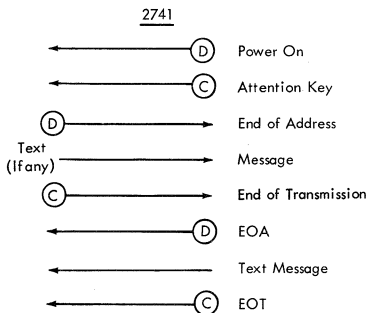 2741
D Power On
C Attention Key
D End of Address
Text
(If any) Message
C End of Transmission
D EOA
Text Message
C EOT